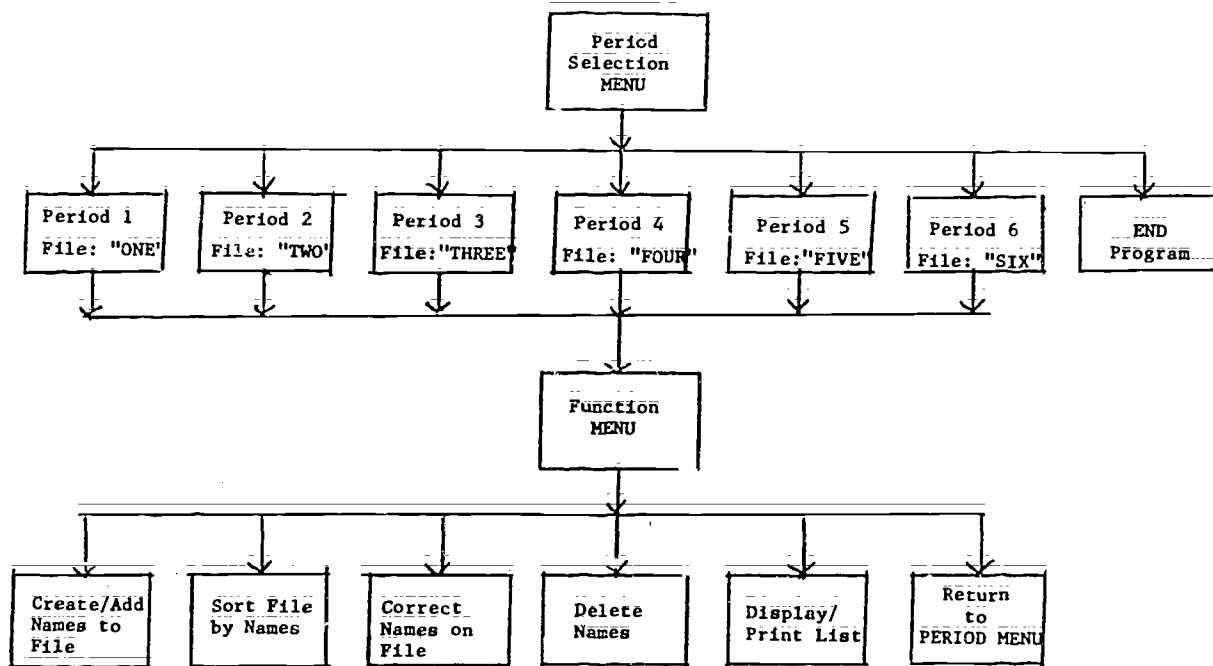 Period
Selection
MENU
Period 1
File: "ONE"
Period 2
File: "TWO"
Period 3
File:"THREE"
Period 4
File: "FOUR"
Period 5
File:"FIVE"
Period 6
File: "SIX"
END
Program
Function
MENU
Create/Add
Names to
File
Sort File
by Names
Correct
Names on
File
Delete
Names
Display/
Print List
Return
to
PERIOD MENU